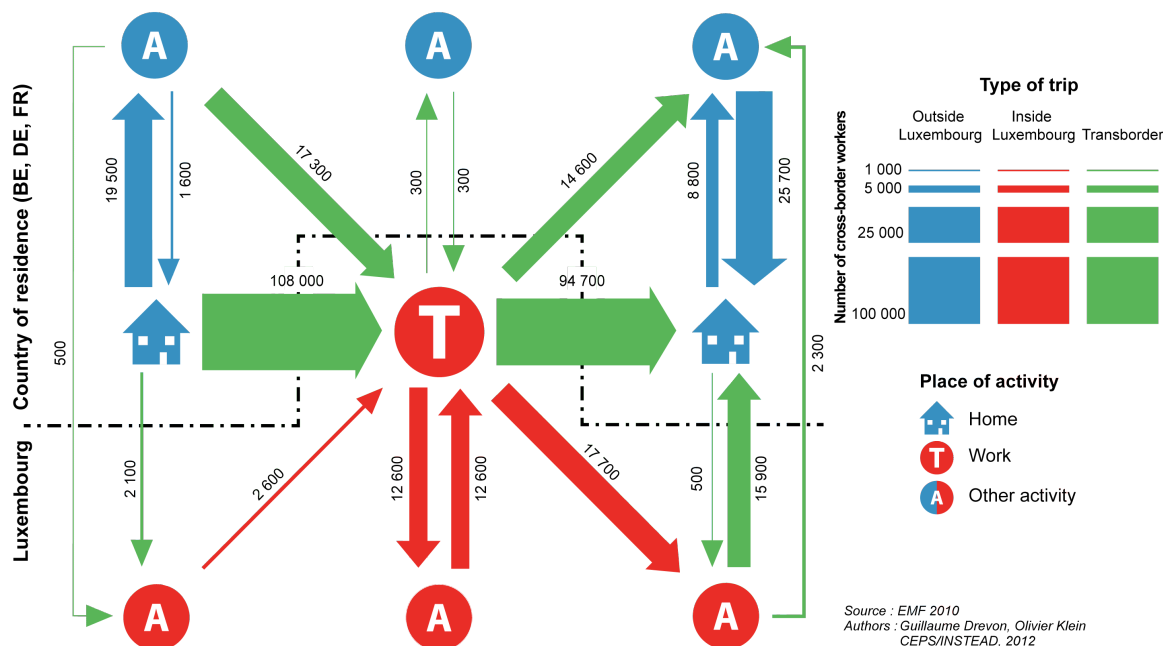 A
A
A
Country of residence (BE, DE, FR)
Luxembourg
19 500
1 600
17 300
300
300
14 600
8 800
25 700
108 000
T
94 700
500
2 300
2 100
2 600
12 600
12 600
17 700
500
15 900
A
A
A
Type of trip
Outside Luxembourg
Inside Luxembourg
Transborder
Number of cross-border workers
1 000
5 000
25 000
100 000
Place of activity
Home
T Work
A Other activity
Source : EMF 2010
Authors : Guillaume Drevon, Olivier Klein
CEPS/INSTEAD. 2012